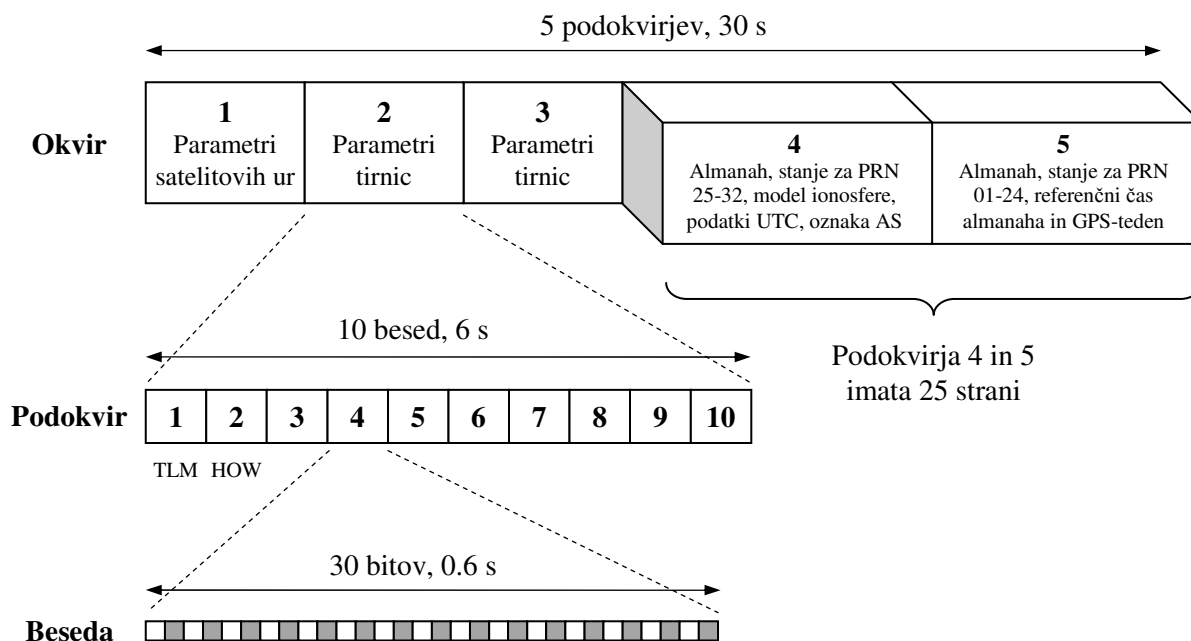 5 podokvirjev, 30 s
Okvir
1
Parametri
satelitovih ur
2
Parametri
tirnic
3
Parametri
tirnic
4
Almanah, stanje za PRN
25-32, model ionosfere,
podatki UTC, oznaka AS
5
Almanah, stanje za PRN
01-24, referenčni čas
almanaha in GPS-teden
10 besed, 6 s
Podokvirja 4 in 5
imata 25 strani
Podokvir
1 2 3 4 5 6 7 8 9 10
TLM HOW
30 bitov, 0.6 s
Beseda